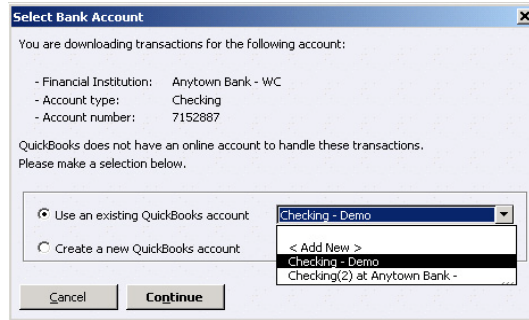 Select Bank Account
You are downloading transactions for the following account:
- Financial Institution: Anytown Bank - WC
- Account type: Checking
- Account number: 7152887
QuickBooks does not have an online account to handle these transactions.
Please make a selection below.
Use an existing QuickBooks account Checking - Demo
< Add New >
Create a new QuickBooks account
Checking - Demo
Checking(2) at Anytown Bank -
Cancel Continue